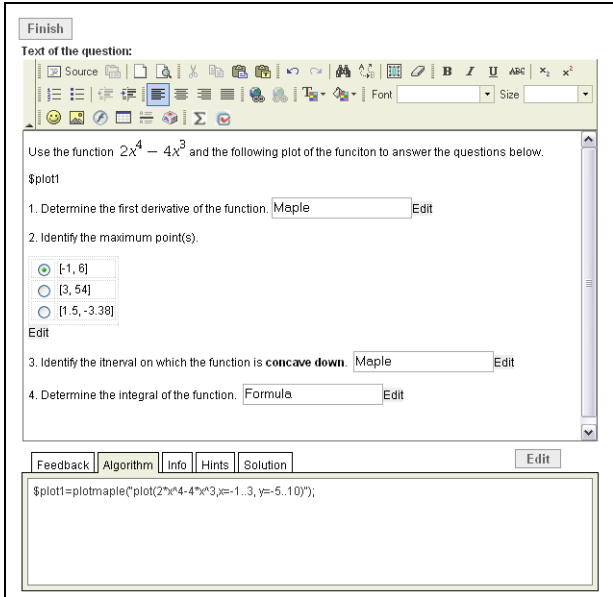 Finish
Text of the question:
Source B I U ABC x₂ x²
Font Size
Σ
Use the function 2x⁴ − 4x³ and the following plot of the funciton to answer the questions below.
$plot1
1. Determine the first derivative of the function. Maple Edit
2. Identify the maximum point(s).
[-1, 6]
[3, 54]
[1.5, -3.38]
Edit
3. Identify the itnerval on which the function is concave down. Maple Edit
4. Determine the integral of the function. Formula Edit
Feedback Algorithm Info Hints Solution Edit
$plot1=plotmaple("plot(2*x^4-4*x^3,x=-1..3, y=-5..10)");